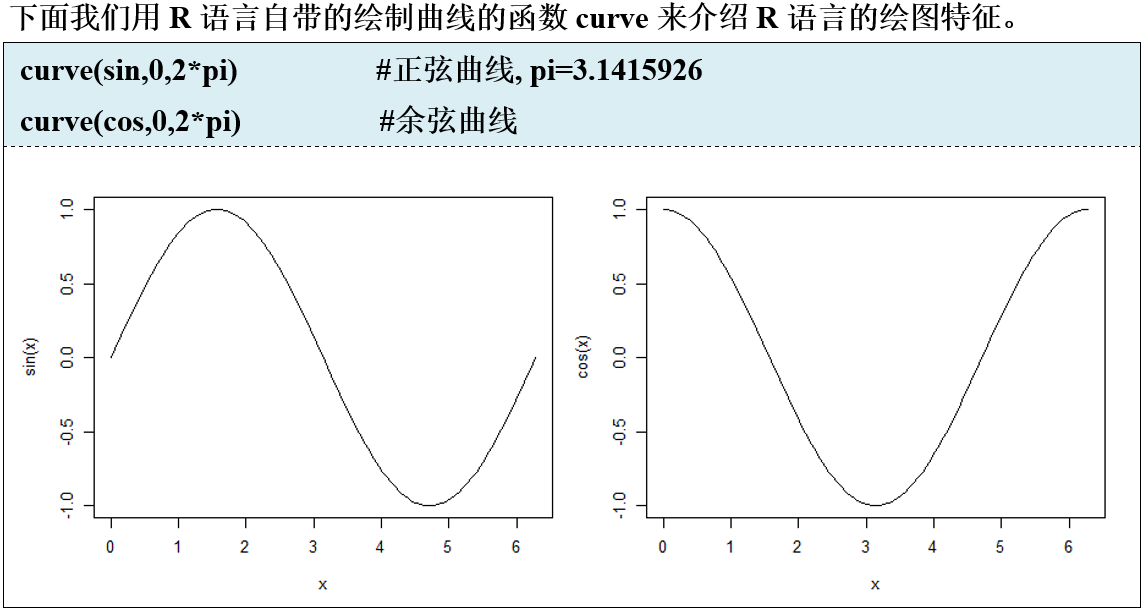 下面我们用 R 语言自带的绘制曲线的函数 curve 来介绍 R 语言的绘图特征。
curve(sin,0,2*pi) #正弦曲线, pi=3.1415926
curve(cos,0,2*pi) #余弦曲线
sin(x)
1.0
0.5
0.0
-0.5
-1.0
0 1 2 3 4 5 6
x
cos(x)
1.0
0.5
0.0
-0.5
-1.0
0 1 2 3 4 5 6
x